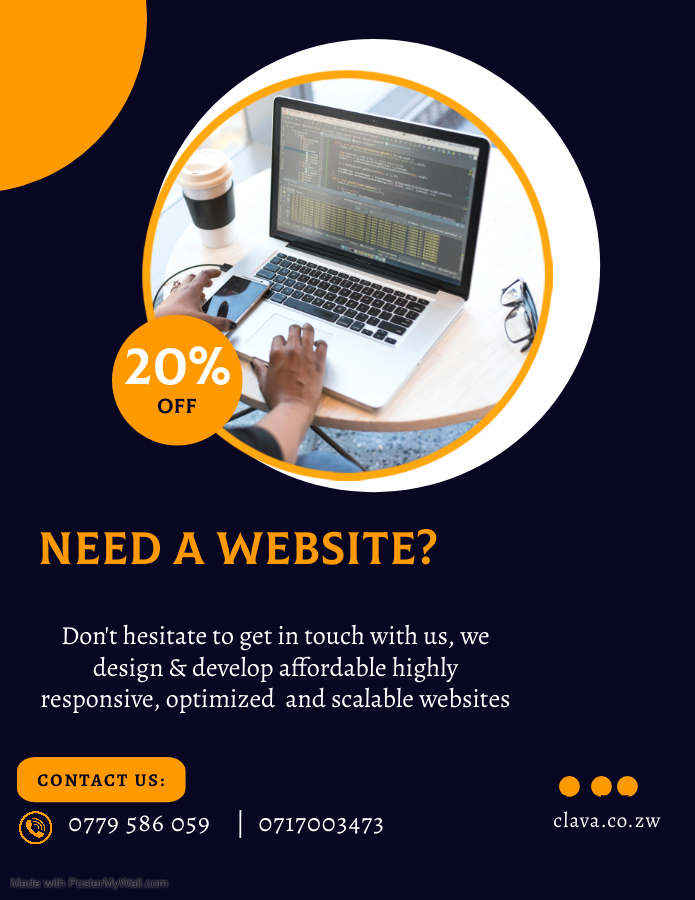 20%
OFF
NEED A WEBSITE?
Don't hesitate to get in touch with us, we
design & develop affordable highly
responsive, optimized and scalable websites
CONTACT US:
0779 586 059 | 0717003473
clava.co.zw
Made with PosterMyWall.com